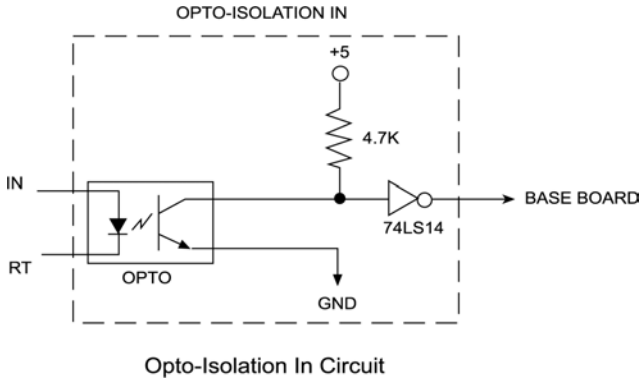 OPTO-ISOLATION IN
+5
4.7K
IN
BASE BOARD
74LS14
RT
OPTO
GND
Opto-Isolation In Circuit